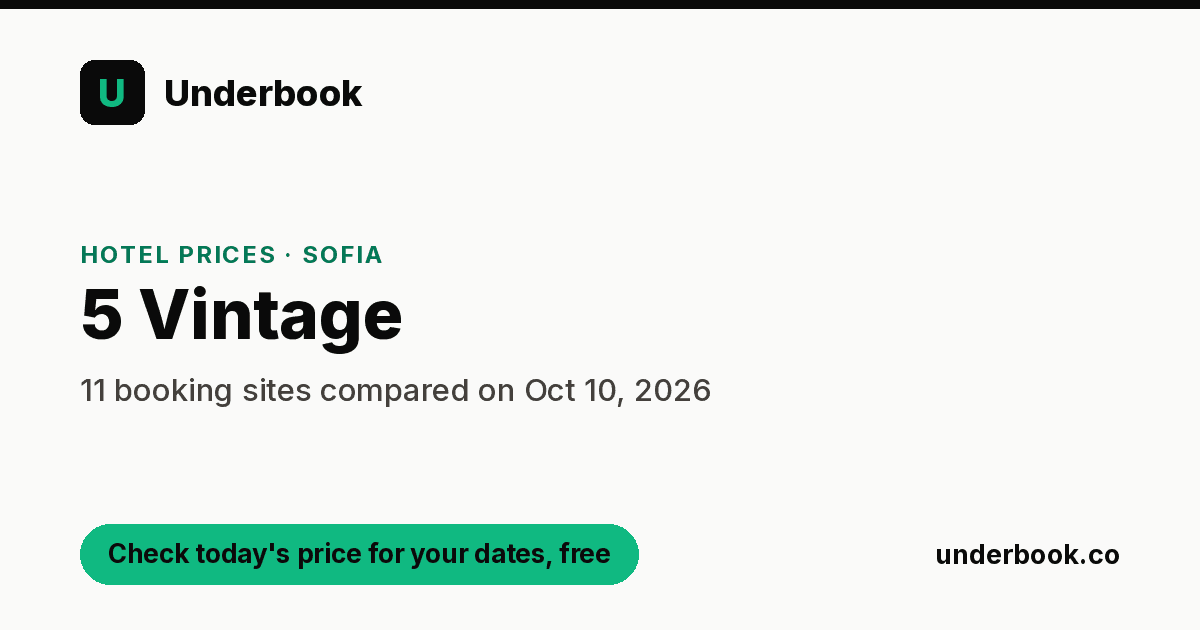 U Underbook
HOTEL PRICES · SOFIA
5 Vintage
11 booking sites compared on Oct 10, 2026
Check today's price for your dates, free
underbook.co